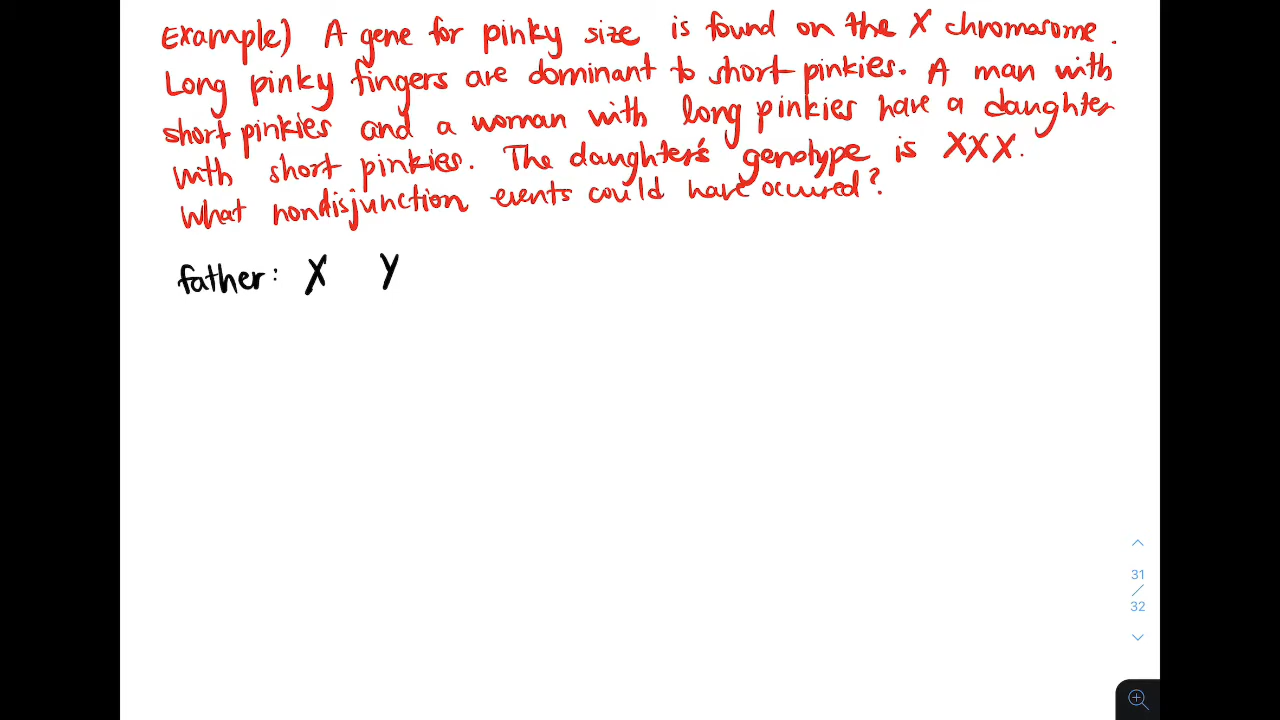 Example) A gene for pinky size is found on the X chromasome.
Long pinky fingers are dominant to short pinkies. A man with
short pinkies and a woman with long pinkies have a daughter
with short pinkies. The daughter's genotype is XXX.
What nondisjunction events could have occured?
father: X Y
31
/
32